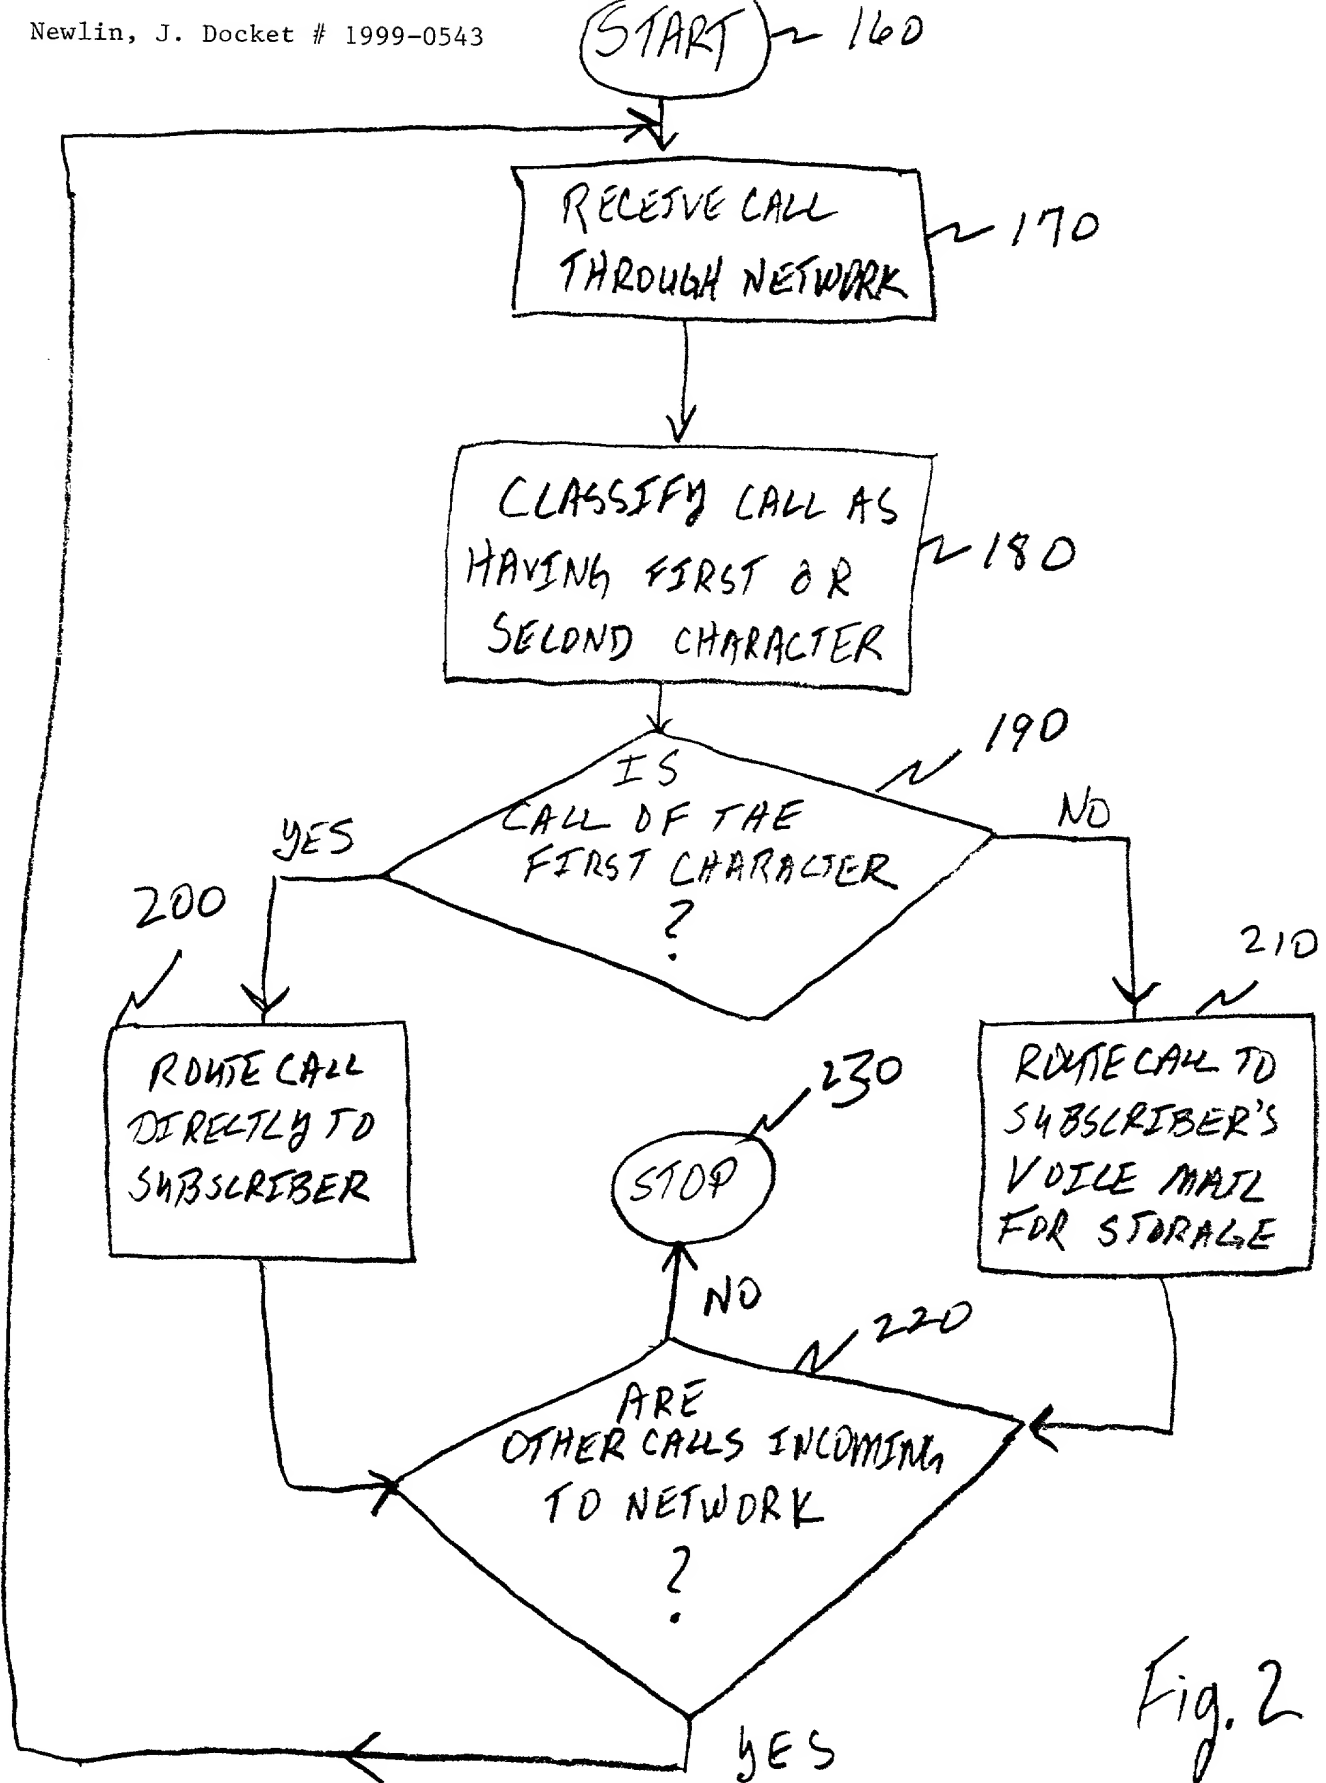 Newlin, J. Docket # 1999-0543
START
160
RECEIVE CALL
THROUGH NETWORK
170
CLASSIFY CALL AS
HAVING FIRST OR
SECOND CHARACTER
180
190
IS
CALL OF THE
FIRST CHARACTER
?
YES
NO
200
210
ROUTE CALL
DIRECTLY TO
SUBSCRIBER
ROUTE CALL TO
SUBSCRIBER'S
VOICE MAIL
FOR STORAGE
230
STOP
NO
220
ARE
OTHER CALLS INCOMING
TO NETWORK
?
YES
Fig. 2